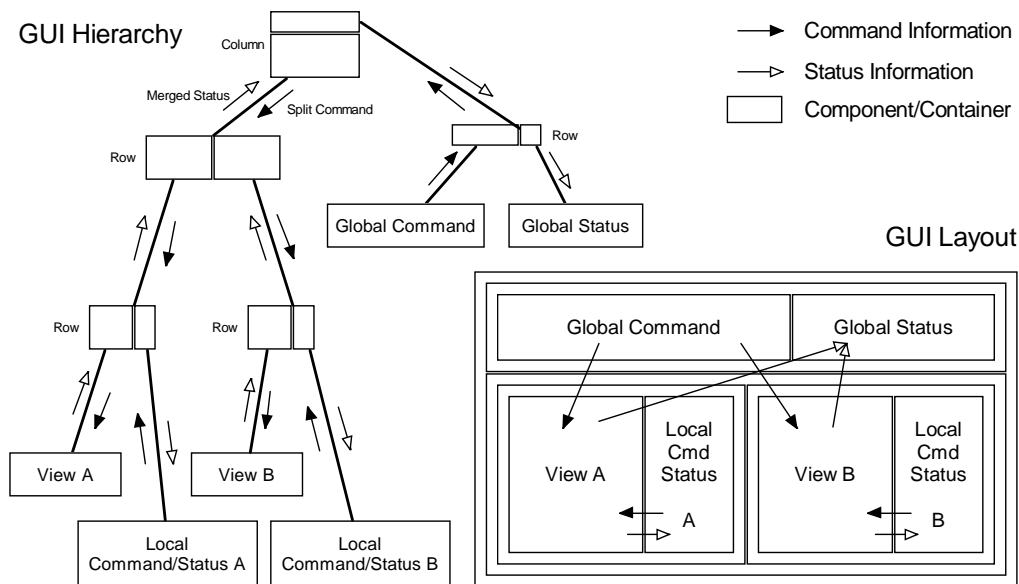 GUI Hierarchy
Column
Merged Status
Split Command
Row
Row
Global Command
Global Status
Row
Row
View A
View B
Local
Command/Status A
Local
Command/Status B
Command Information
Status Information
Component/Container
GUI Layout
Global Command
Global Status
View A
Local
Cmd
Status
A
View B
Local
Cmd
Status
B